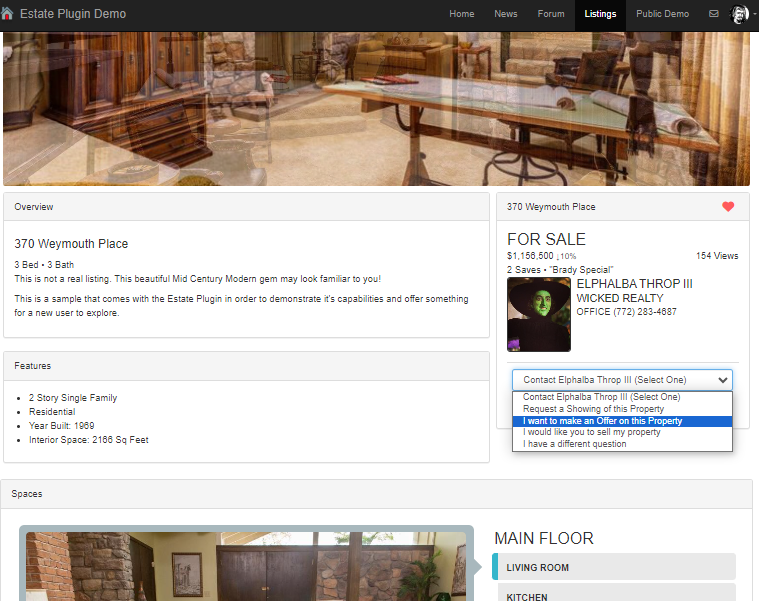 Estate Plugin Demo
Home News Forum Listings Public Demo
Overview
370 Weymouth Place
3 Bed • 3 Bath
This is not a real listing. This beautiful Mid Century Modern gem may look familiar to you!
This is a sample that comes with the Estate Plugin in order to demonstrate it's capabilities and offer something
for a new user to explore.
Features
2 Story Single Family
Residential
Year Built: 1969
Interior Space: 2166 Sq Feet
370 Weymouth Place
FOR SALE
$1,156,500 ↓10% 154 Views
2 Saves • "Brady Special"
ELPHALBA THROP III
WICKED REALTY
OFFICE (772) 283-4687
Contact Elphalba Throp III (Select One)
Contact Elphalba Throp III (Select One)
Request a Showing of this Property
I want to make an Offer on this Property
I would like you to sell my property
I have a different question
Spaces
MAIN FLOOR
LIVING ROOM
KITCHEN